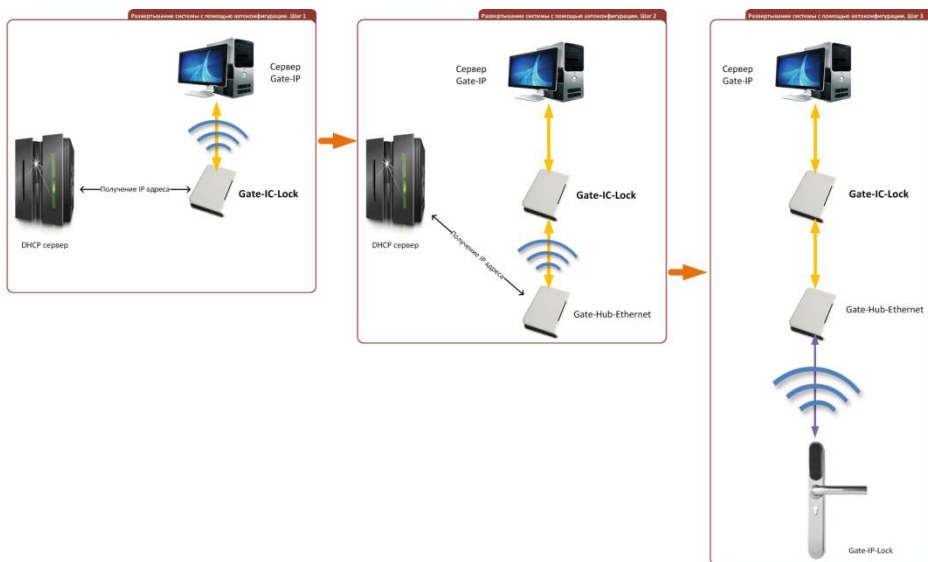 Развертывание системы с помощью автоконфигурации. Шаг 1
Сервер
Gate-IP
Получение IP адреса
Gate-IC-Lock
DHCP сервер
Развертывание системы с помощью автоконфигурации. Шаг 2
Сервер
Gate-IP
Gate-IC-Lock
DHCP сервер
Получение IP адреса
Gate-Hub-Ethernet
Развертывание системы с помощью автоконфигурации. Шаг 3
Сервер
Gate-IP
Gate-IC-Lock
Gate-Hub-Ethernet
Gate-IP-Lock